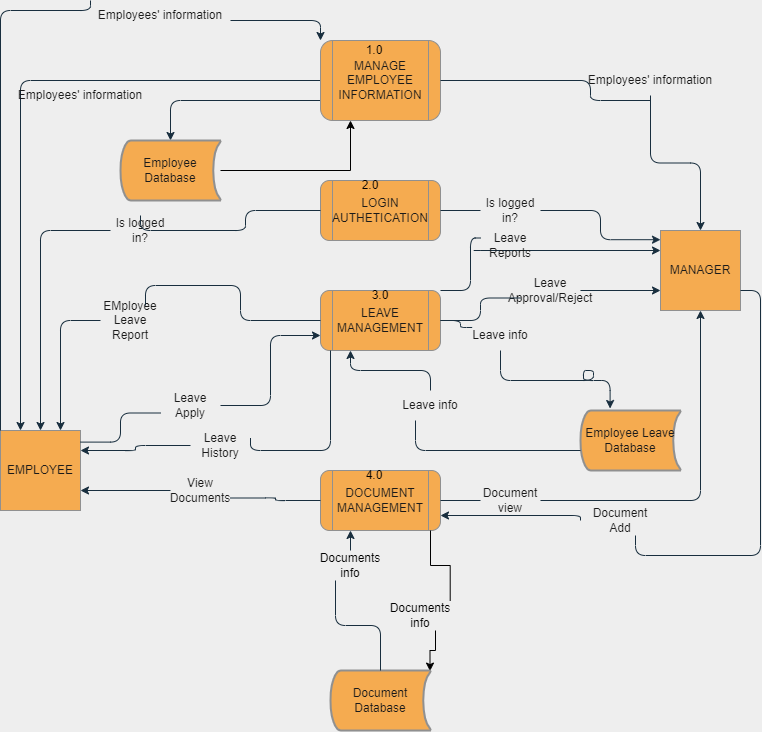 Employees' information
1.0
MANAGE
EMPLOYEE
INFORMATION
Employees' information
Employees' information
Employee
Database
2.0
LOGIN
AUTHETICATION
Is logged
in?
Is logged
in?
Leave
Reports
MANAGER
3.0
LEAVE
MANAGEMENT
Leave
Approval/Reject
EMployee
Leave
Report
Leave info
Leave
Apply
Leave info
Employee Leave
Database
Leave
History
EMPLOYEE
4.0
DOCUMENT
MANAGEMENT
View
Documents
Document
view
Document
Add
Documents
info
Documents
info
Document
Database